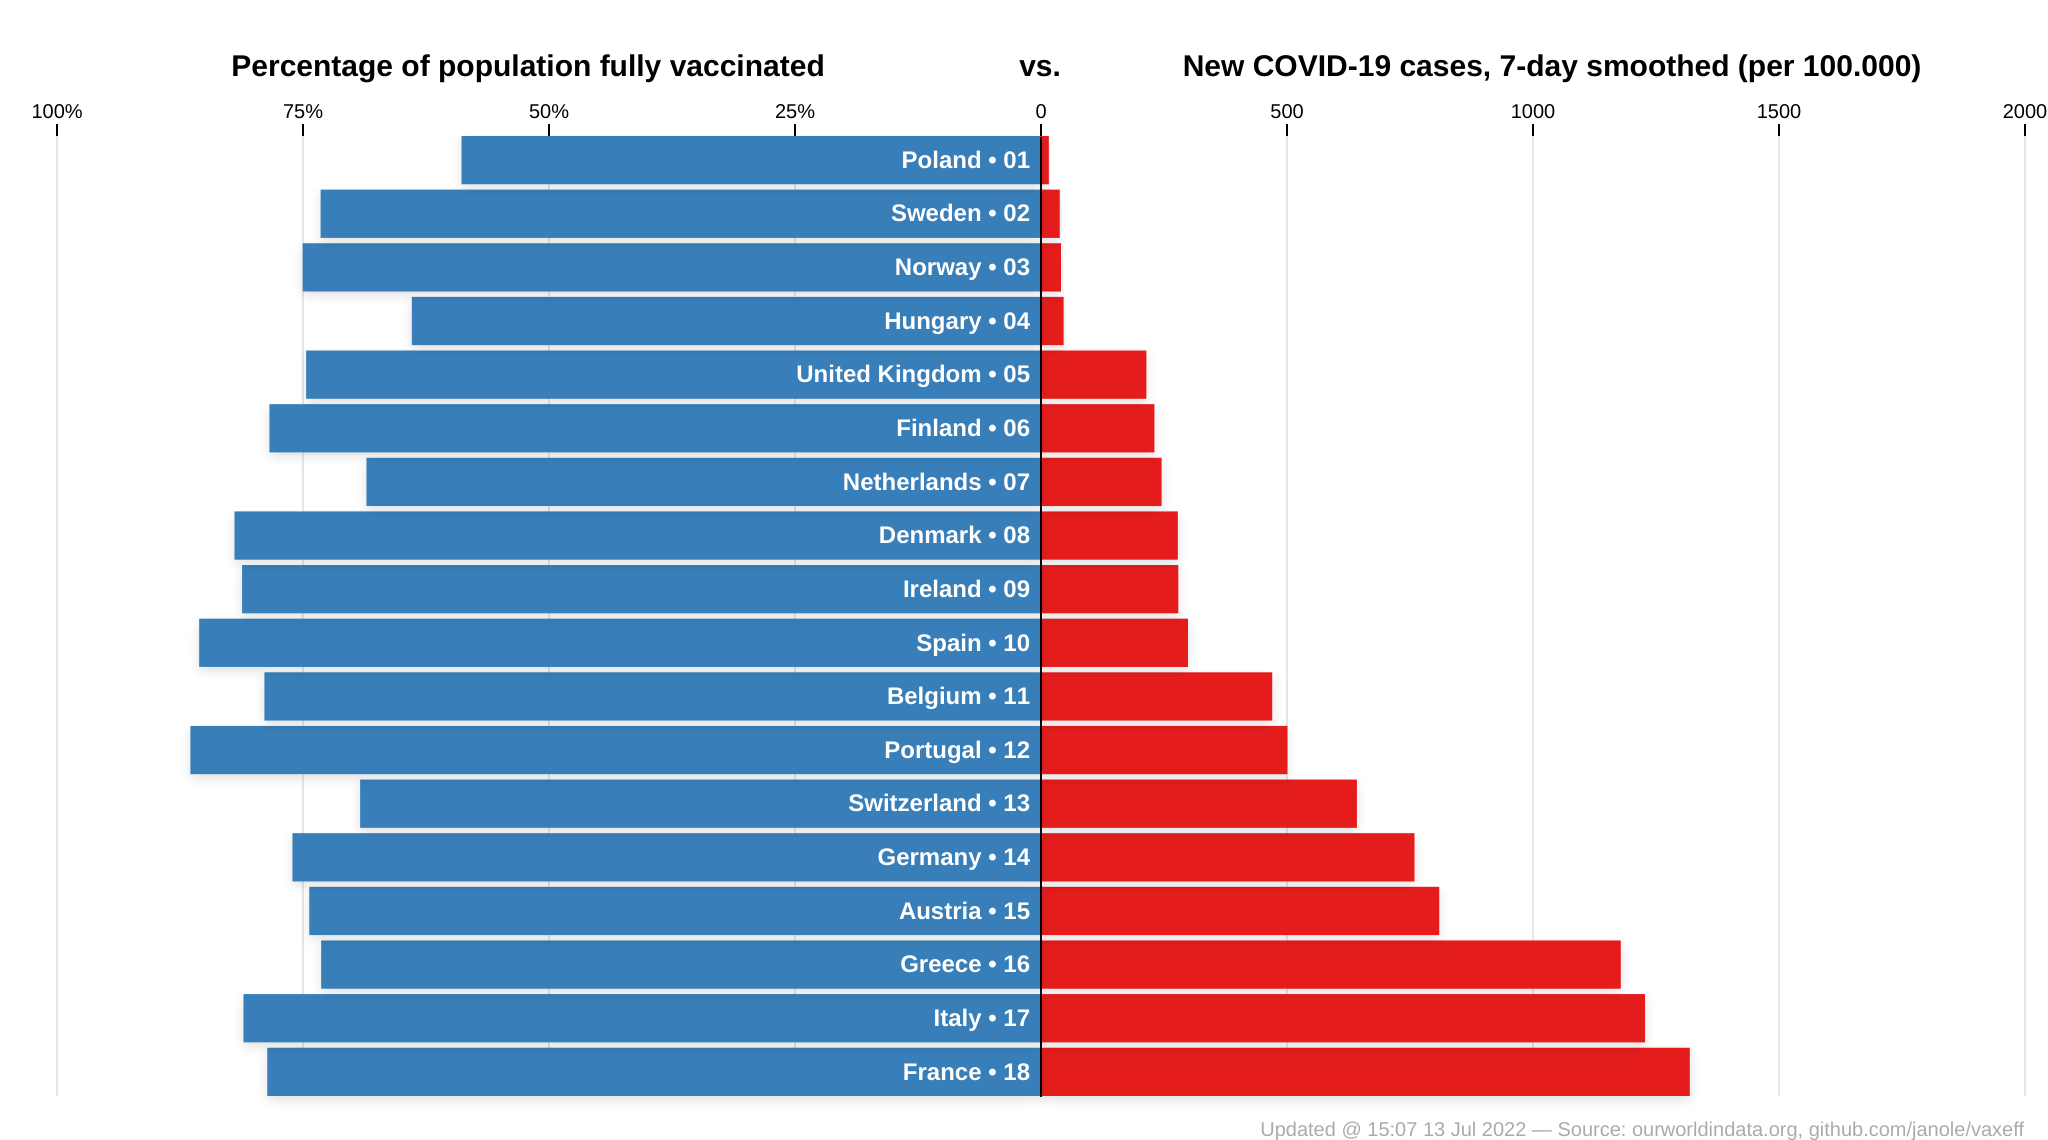 Percentage of population fully vaccinated vs. New COVID-19 cases, 7-day smoothed (per 100.000)
100% 75% 50% 25% 0 500 1000 1500 2000
Poland • 01
Sweden • 02
Norway • 03
Hungary • 04
United Kingdom • 05
Finland • 06
Netherlands • 07
Denmark • 08
Ireland • 09
Spain • 10
Belgium • 11
Portugal • 12
Switzerland • 13
Germany • 14
Austria • 15
Greece • 16
Italy • 17
France • 18
Updated @ 15:07 13 Jul 2022 — Source: ourworldindata.org, github.com/janole/vaxeff